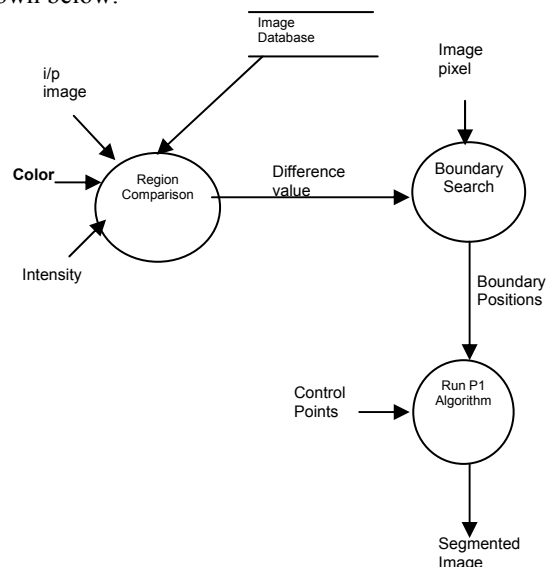 own below:
Image
Database
Image
pixel
i/p
image
Color
Region
Comparison
Difference
value
Boundary
Search
Intensity
Boundary
Positions
Control
Points
Run P1
Algorithm
Segmented
Image